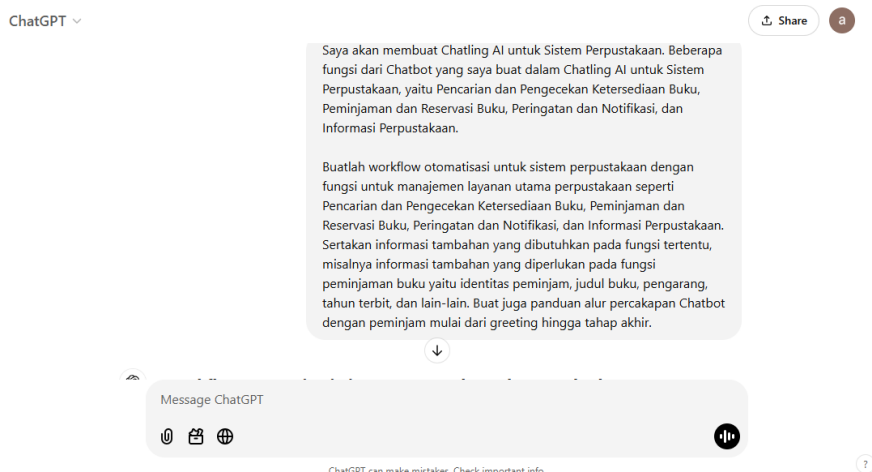 ChatGPT
Share
a
Saya akan membuat Chatling AI untuk Sistem Perpustakaan. Beberapa
fungsi dari Chatbot yang saya buat dalam Chatling AI untuk Sistem
Perpustakaan, yaitu Pencarian dan Pengecekan Ketersediaan Buku,
Peminjaman dan Reservasi Buku, Peringatan dan Notifikasi, dan
Informasi Perpustakaan.
Buatlah workflow otomatisasi untuk sistem perpustakaan dengan
fungsi untuk manajemen layanan utama perpustakaan seperti
Pencarian dan Pengecekan Ketersediaan Buku, Peminjaman dan
Reservasi Buku, Peringatan dan Notifikasi, dan Informasi Perpustakaan.
Sertakan informasi tambahan yang dibutuhkan pada fungsi tertentu,
misalnya informasi tambahan yang diperlukan pada fungsi
peminjaman buku yaitu identitas peminjam, judul buku, pengarang,
tahun terbit, dan lain-lain. Buat juga panduan alur percakapan Chatbot
dengan peminjam mulai dari greeting hingga tahap akhir.
Message ChatGPT
ChatGPT can make mistakes. Check important info.
?